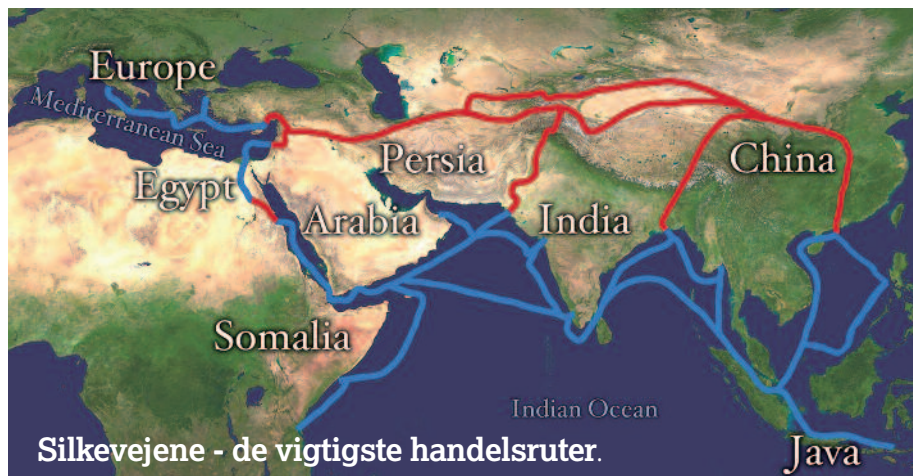 Europe
Mediterranean Sea
Egypt
Arabia
Persia
India
China
Somalia
Indian Ocean
Java
Silkevejene - de vigtigste handelsruter.